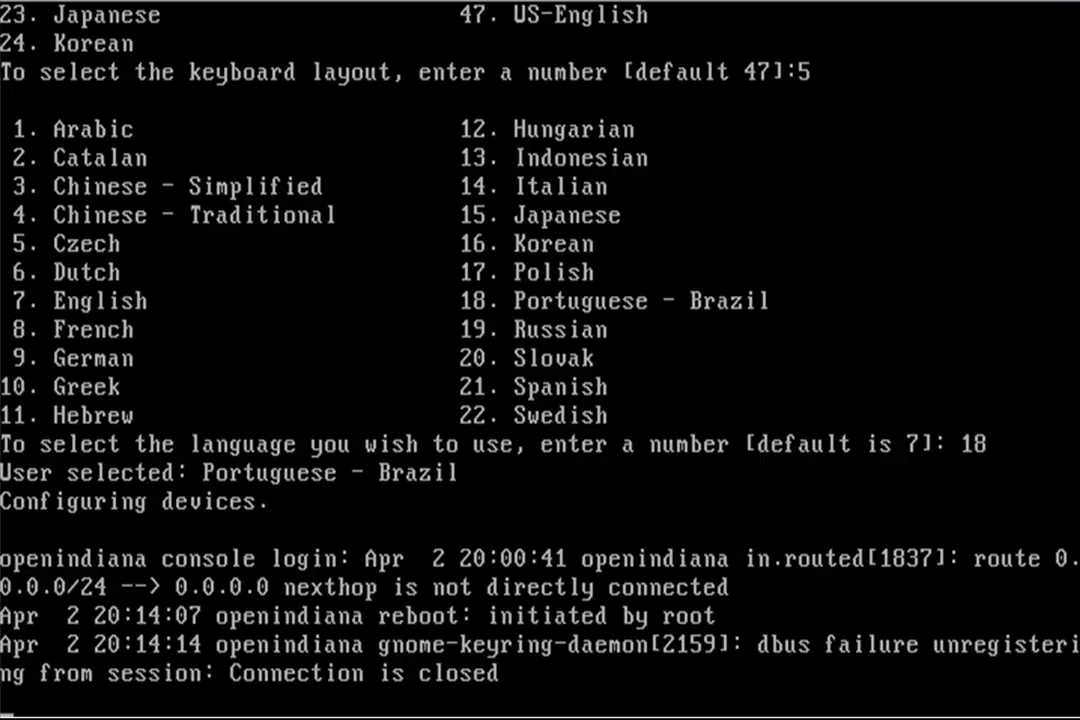 23. Japanese 47. US-English
24. Korean
To select the keyboard layout, enter a number [default 47]:5
1. Arabic 12. Hungarian
2. Catalan 13. Indonesian
3. Chinese - Simplified 14. Italian
4. Chinese - Traditional 15. Japanese
5. Czech 16. Korean
6. Dutch 17. Polish
7. English 18. Portuguese - Brazil
8. French 19. Russian
9. German 20. Slovak
10. Greek 21. Spanish
11. Hebrew 22. Swedish
To select the language you wish to use, enter a number [default is 7]: 18
User selected: Portuguese - Brazil
Configuring devices.
openindiana console login: Apr  2 20:00:41 openindiana in.routed[1837]: route 0.
0.0.0/24 --> 0.0.0.0 nexthop is not directly connected
Apr  2 20:14:07 openindiana reboot: initiated by root
Apr  2 20:14:14 openindiana gnome-keyring-daemon[2159]: dbus failure unregisteri
ng from session: Connection is closed